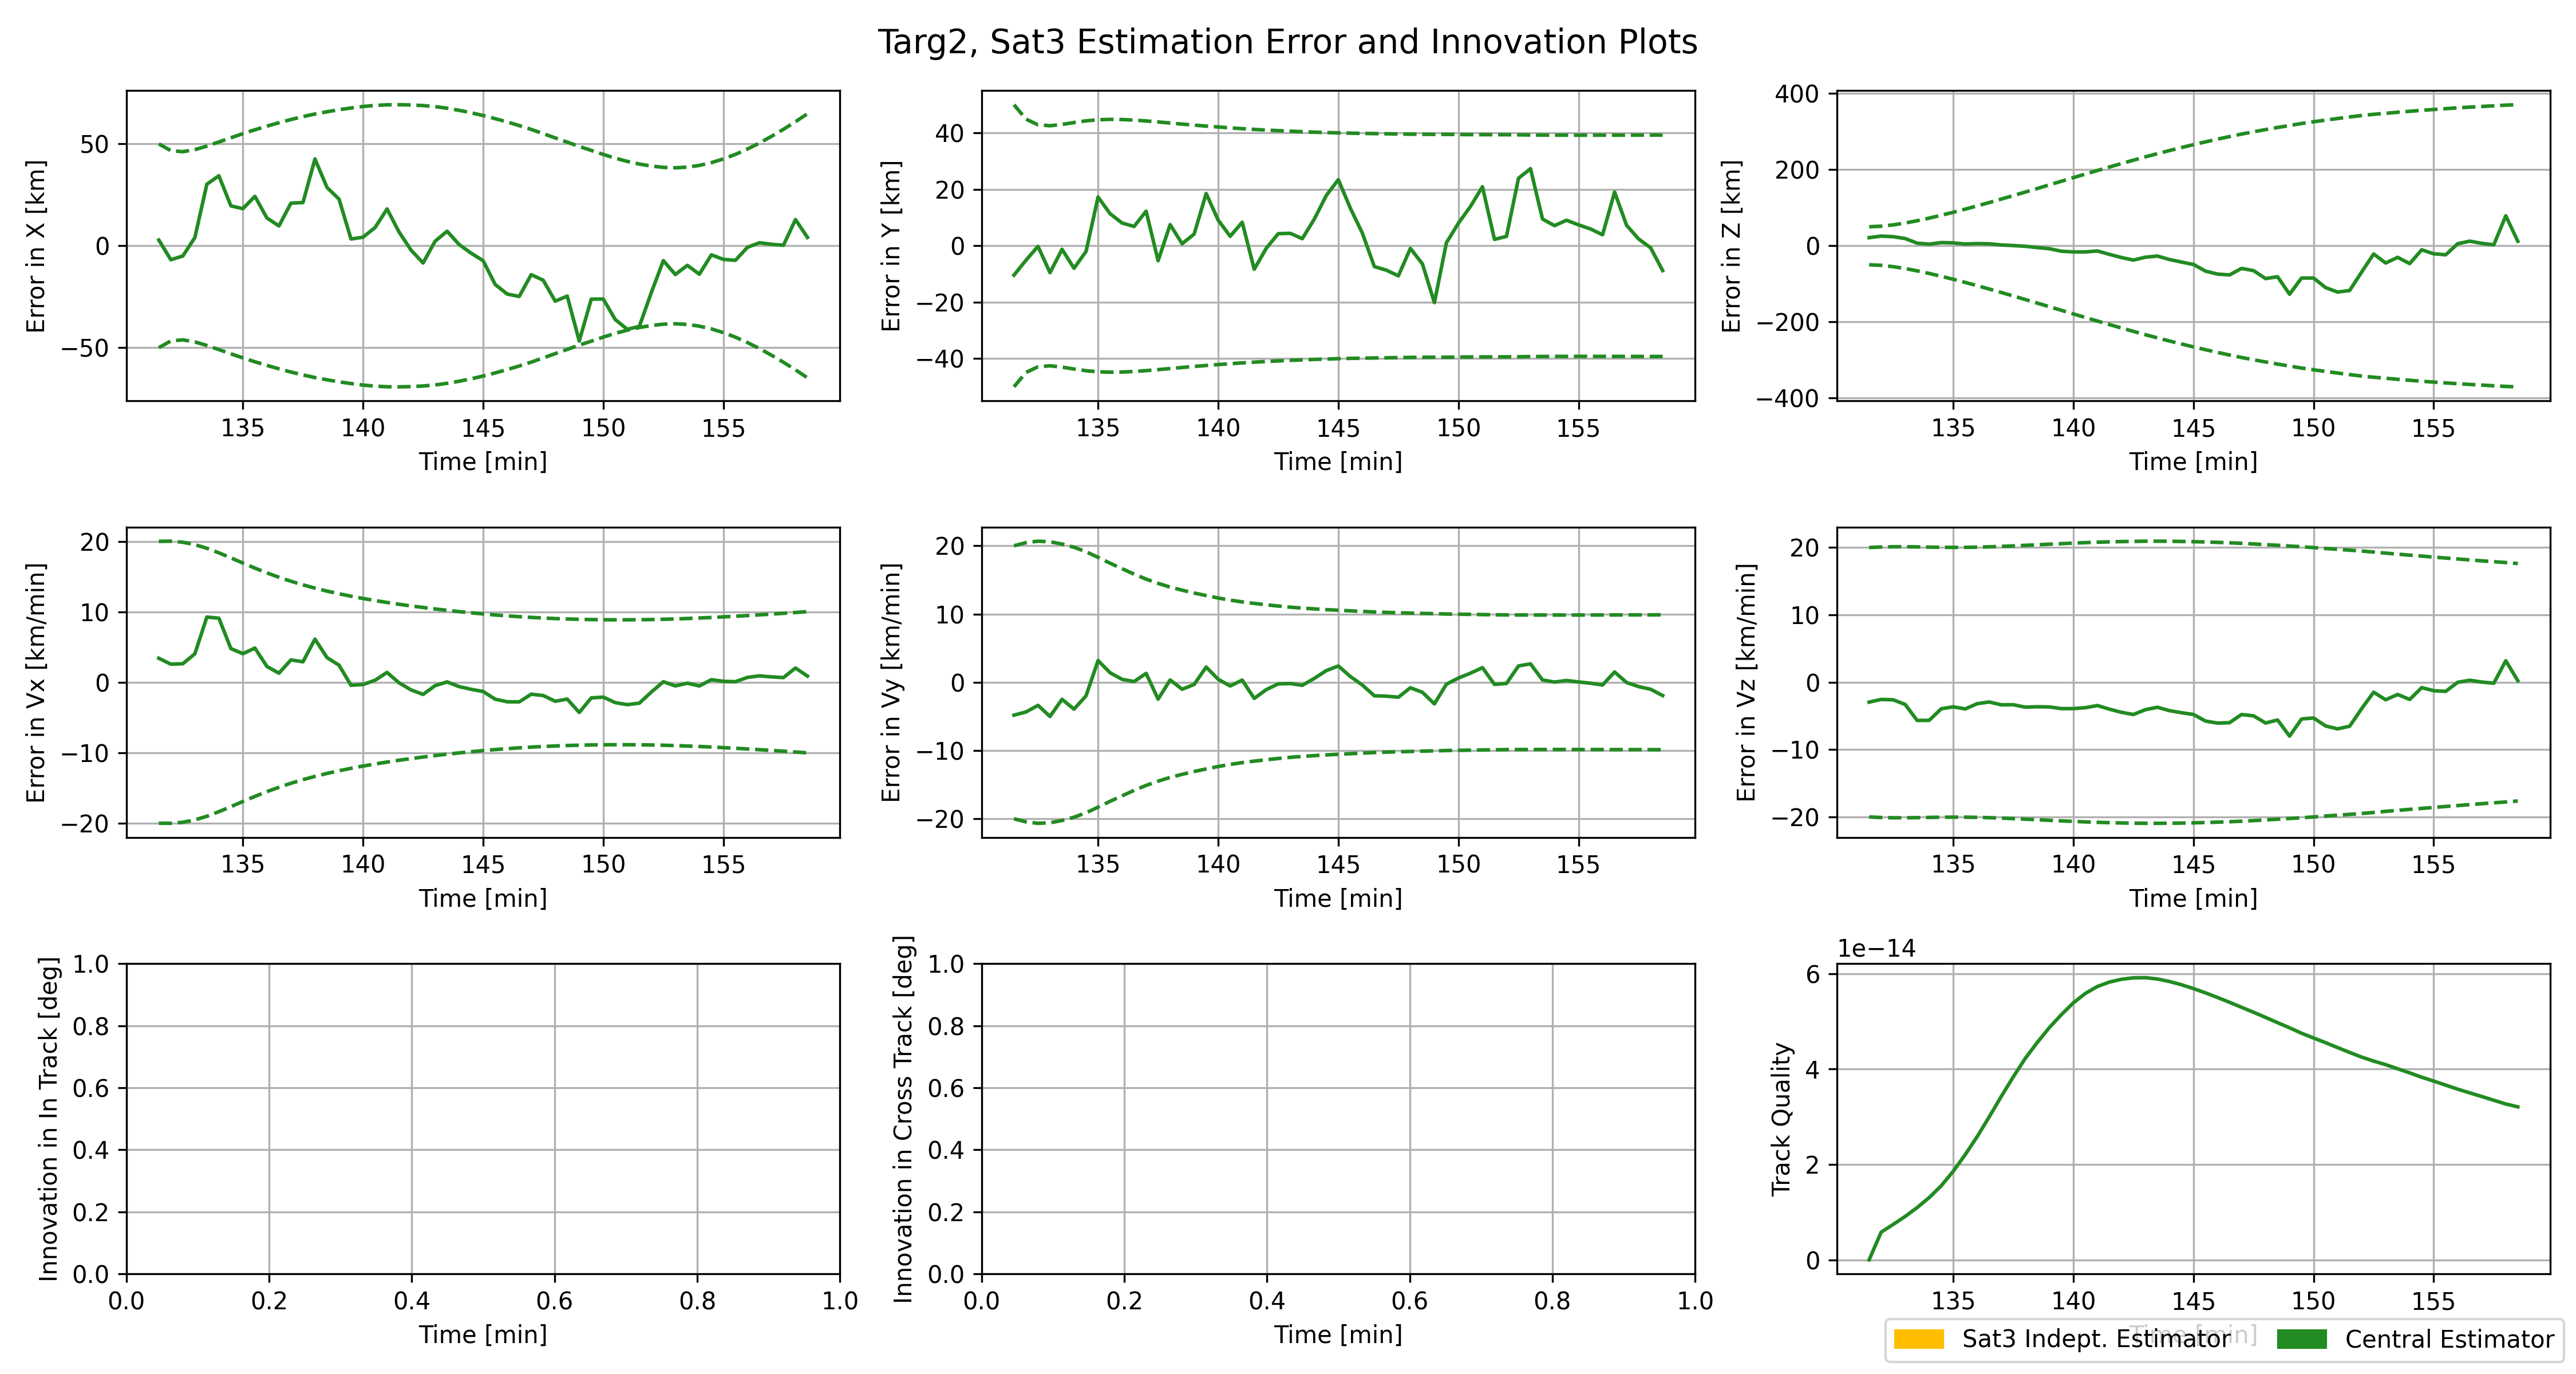 Targ2, Sat3 Estimation Error and Innovation Plots
Error in X [km]
50
0
−50
135 140 145 150 155
Time [min]
Error in Y [km]
40
20
0
−20
−40
135 140 145 150 155
Time [min]
Error in Z [km]
400
200
0
−200
−400
135 140 145 150 155
Time [min]
Error in Vx [km/min]
20
10
0
−10
−20
135 140 145 150 155
Time [min]
Error in Vy [km/min]
20
10
0
−10
−20
135 140 145 150 155
Time [min]
Error in Vz [km/min]
20
10
0
−10
−20
135 140 145 150 155
Time [min]
Innovation in In Track [deg]
1.0
0.8
0.6
0.4
0.2
0.0
0.0 0.2 0.4 0.6 0.8 1.0
Time [min]
Innovation in Cross Track [deg]
1.0
0.8
0.6
0.4
0.2
0.0
0.0 0.2 0.4 0.6 0.8 1.0
Time [min]
1e−14
Track Quality
6
4
2
0
135 140 145 150 155
Time [min]
Sat3 Indept. Estimator
Central Estimator